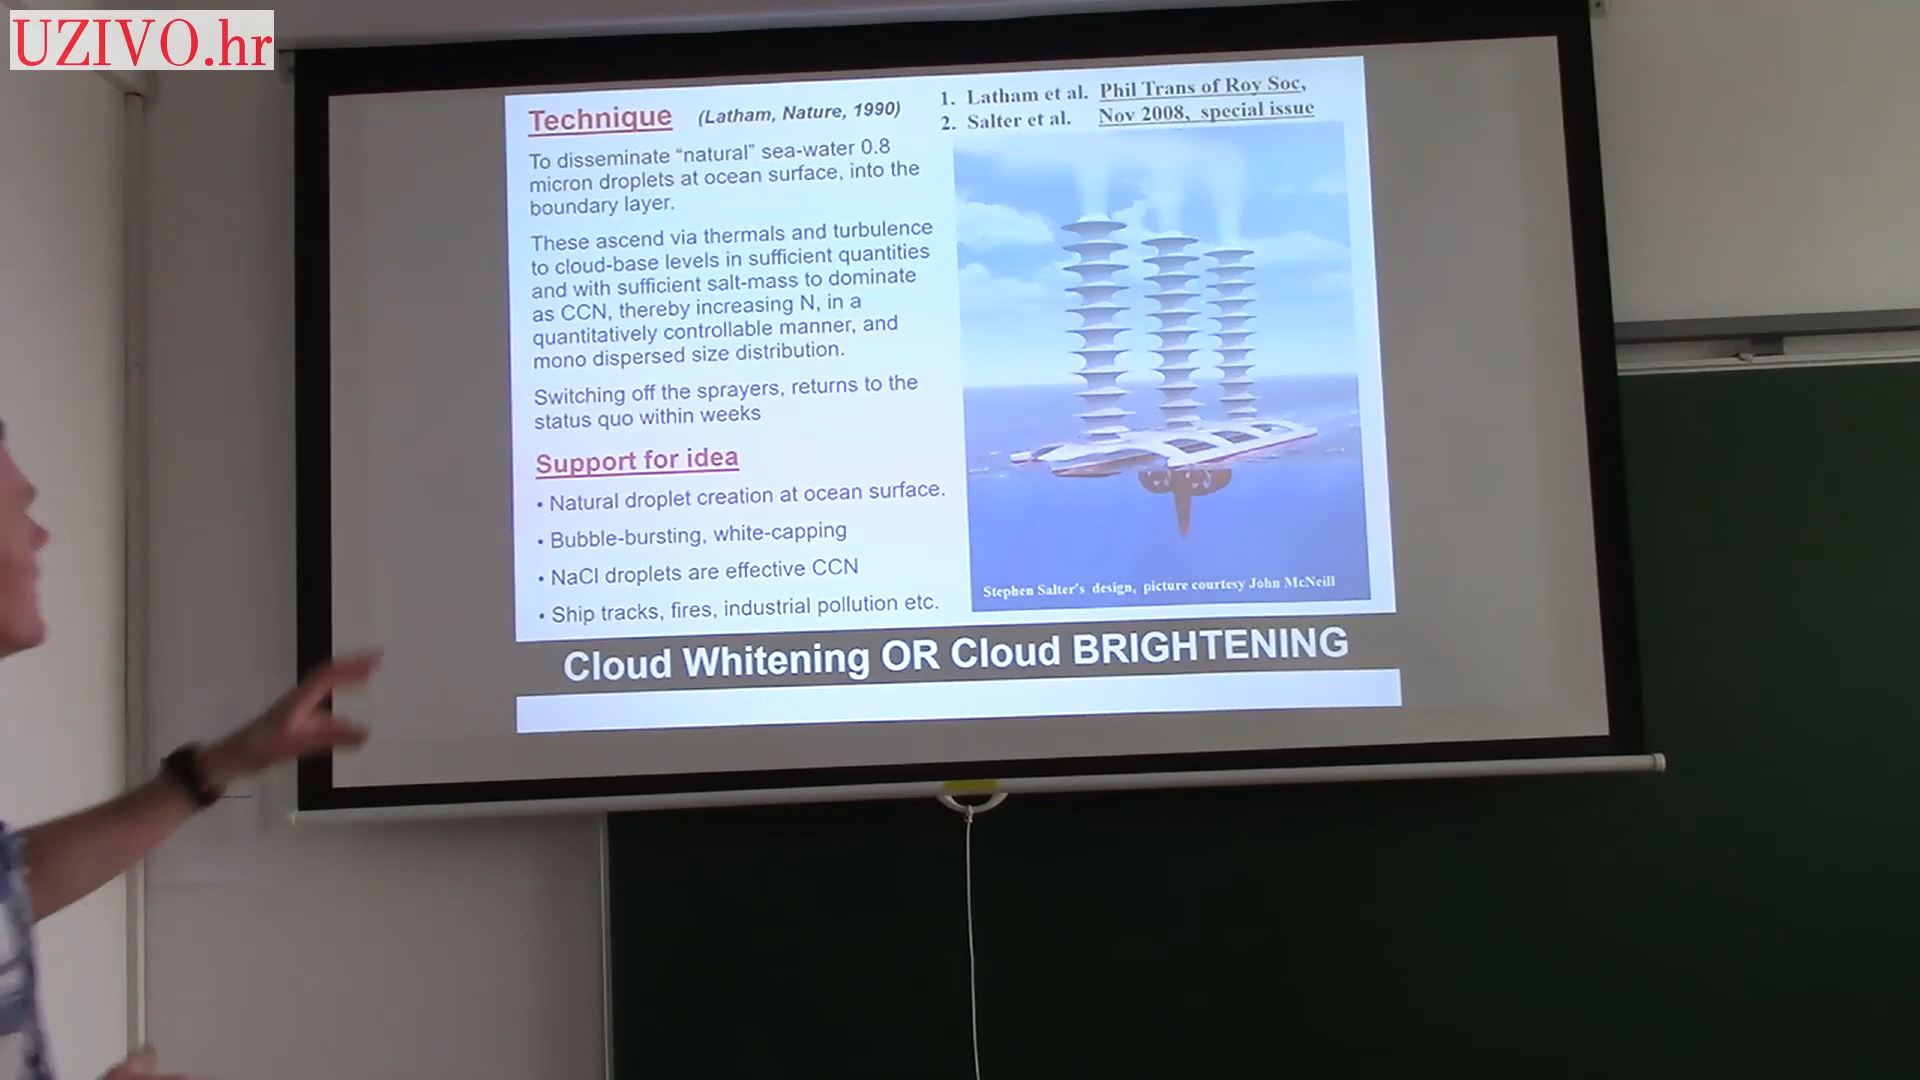 UZIVO.hr
Technique (Latham, Nature, 1990)
To disseminate “natural” sea-water 0.8
micron droplets at ocean surface, into the
boundary layer.
These ascend via thermals and turbulence
to cloud-base levels in sufficient quantities
and with sufficient salt-mass to dominate
as CCN, thereby increasing N, in a
quantitatively controllable manner, and
mono dispersed size distribution.
Switching off the sprayers, returns to the
status quo within weeks
Support for idea
• Natural droplet creation at ocean surface.
• Bubble-bursting, white-capping
• NaCl droplets are effective CCN
• Ship tracks, fires, industrial pollution etc.
1. Latham et al. Phil Trans of Roy Soc,
2. Salter et al. Nov 2008, special issue
Stephen Salter's design, picture courtesy John McNeill
Cloud Whitening OR Cloud BRIGHTENING